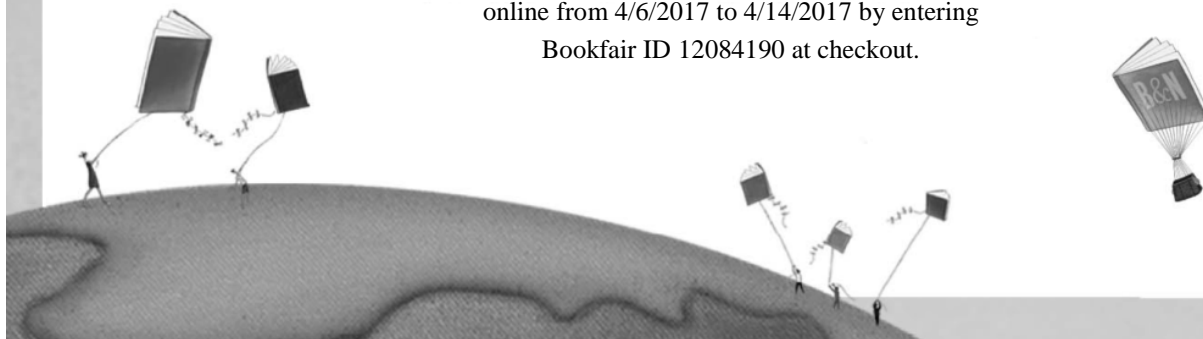 online from 4/6/2017 to 4/14/2017 by entering
Bookfair ID 12084190 at checkout.
B&N